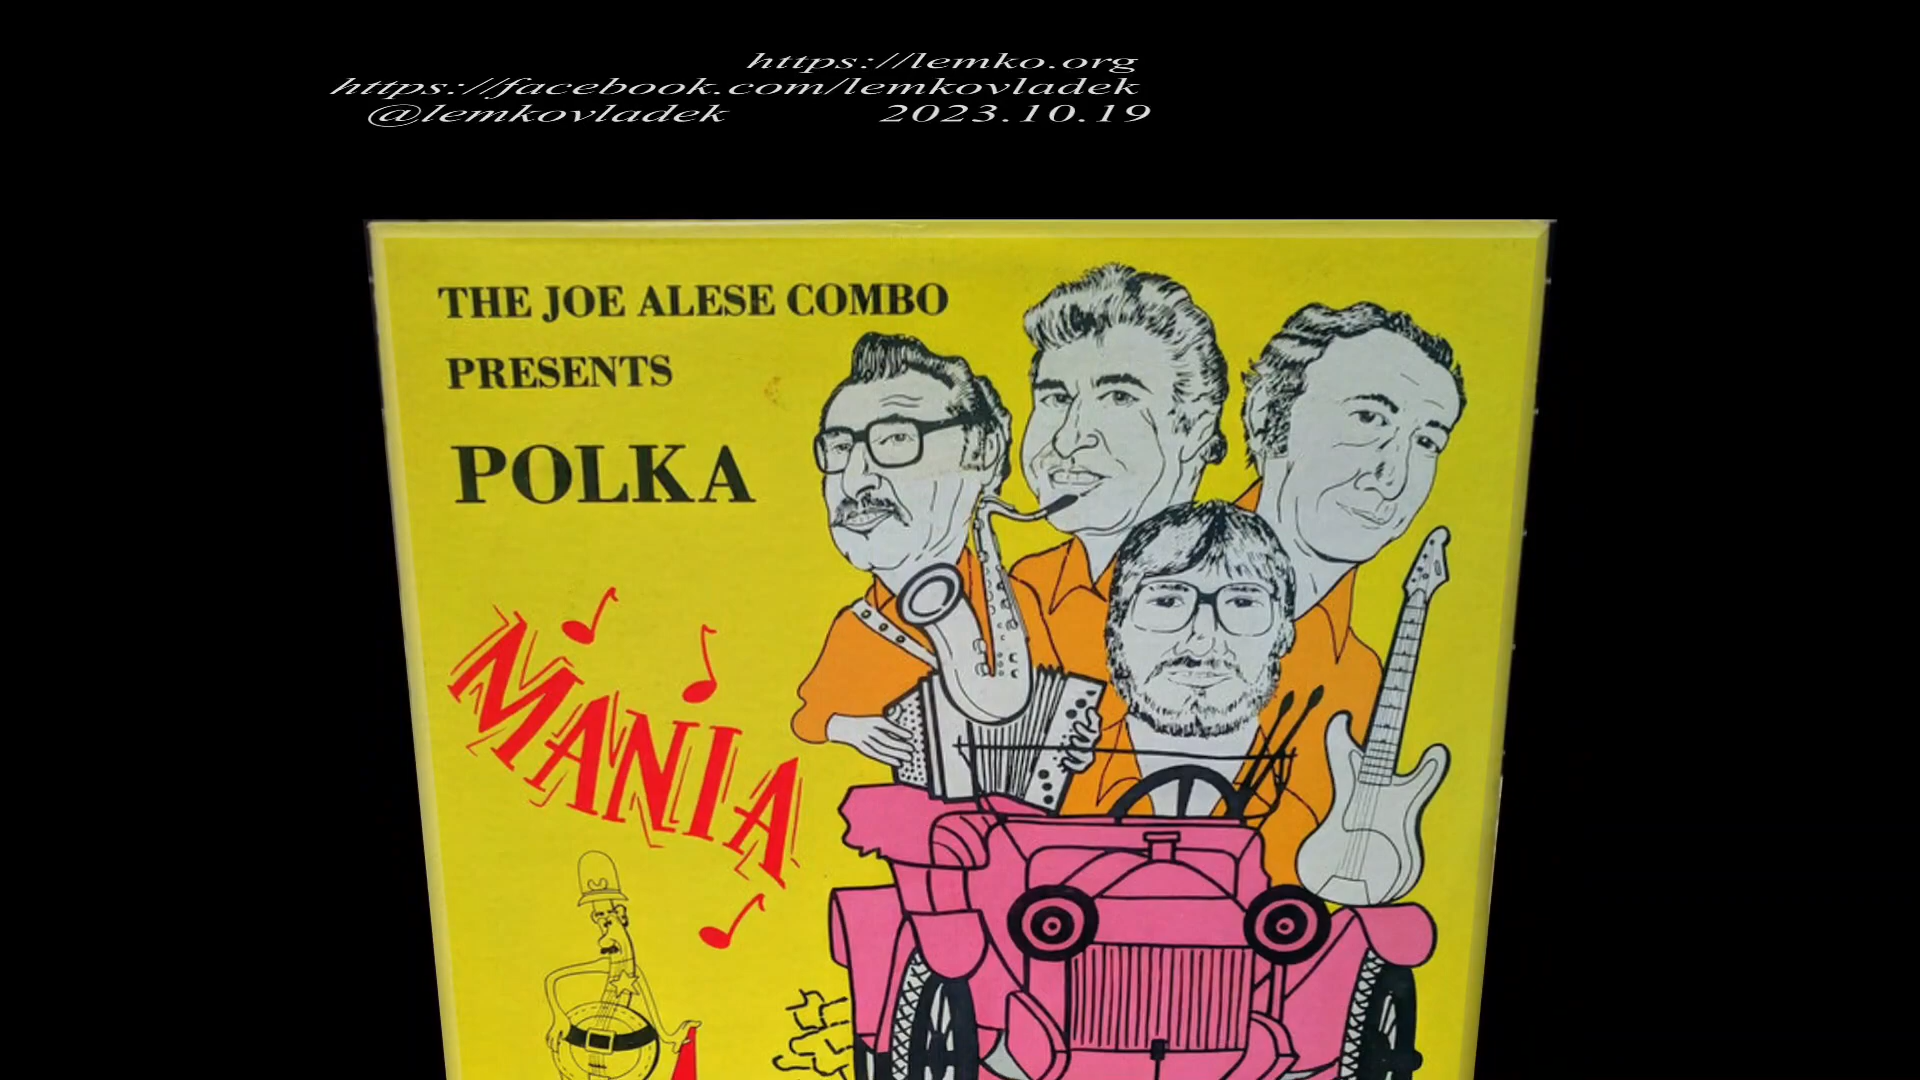 https://lemko.org
https://facebook.com/lemkovladek
@lemkovladek 2023.10.19
THE JOE ALESE COMBO
PRESENTS
POLKA
MANIA